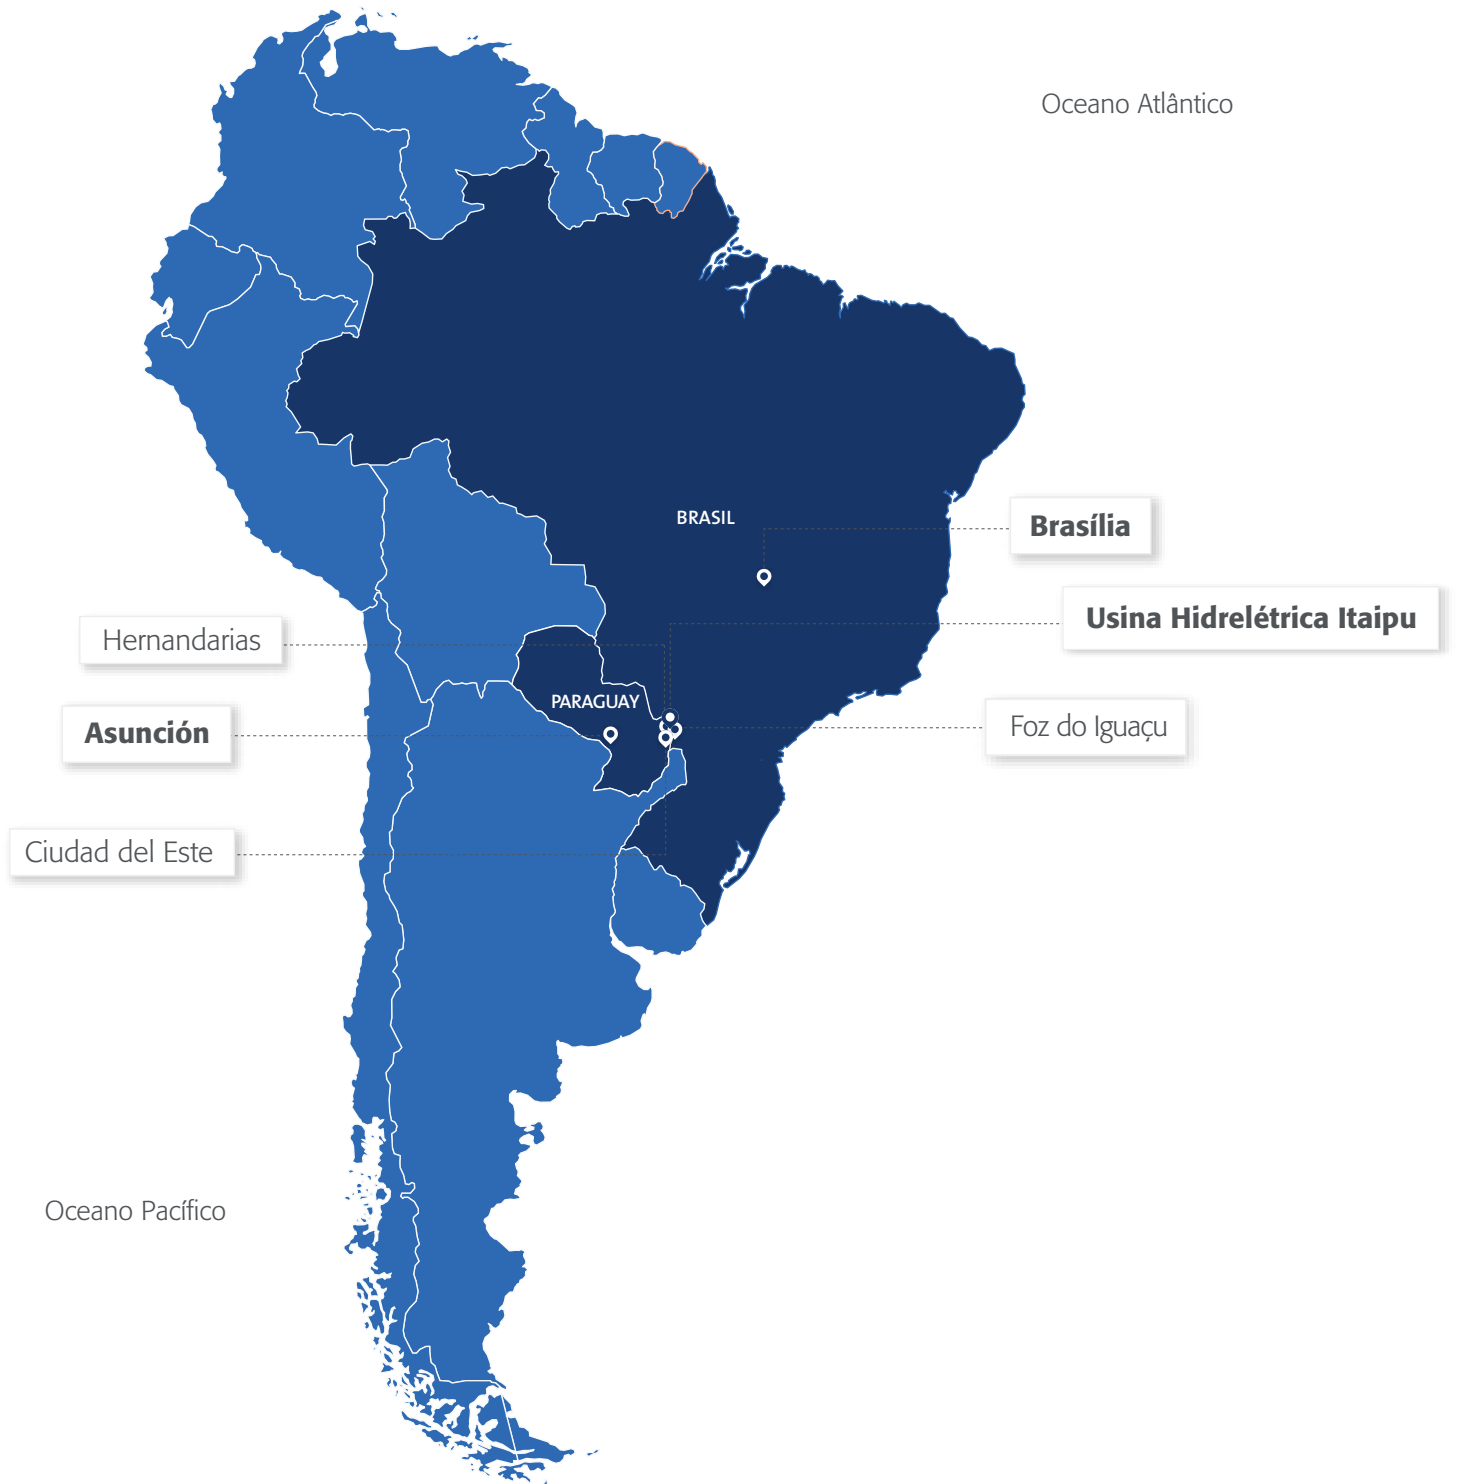 Oceano Atlântico
BRASIL
Brasília
Usina Hidrelétrica Itaipu
Hernandarias
PARAGUAY
Asunción
Foz do Iguaçu
Ciudad del Este
Oceano Pacífico